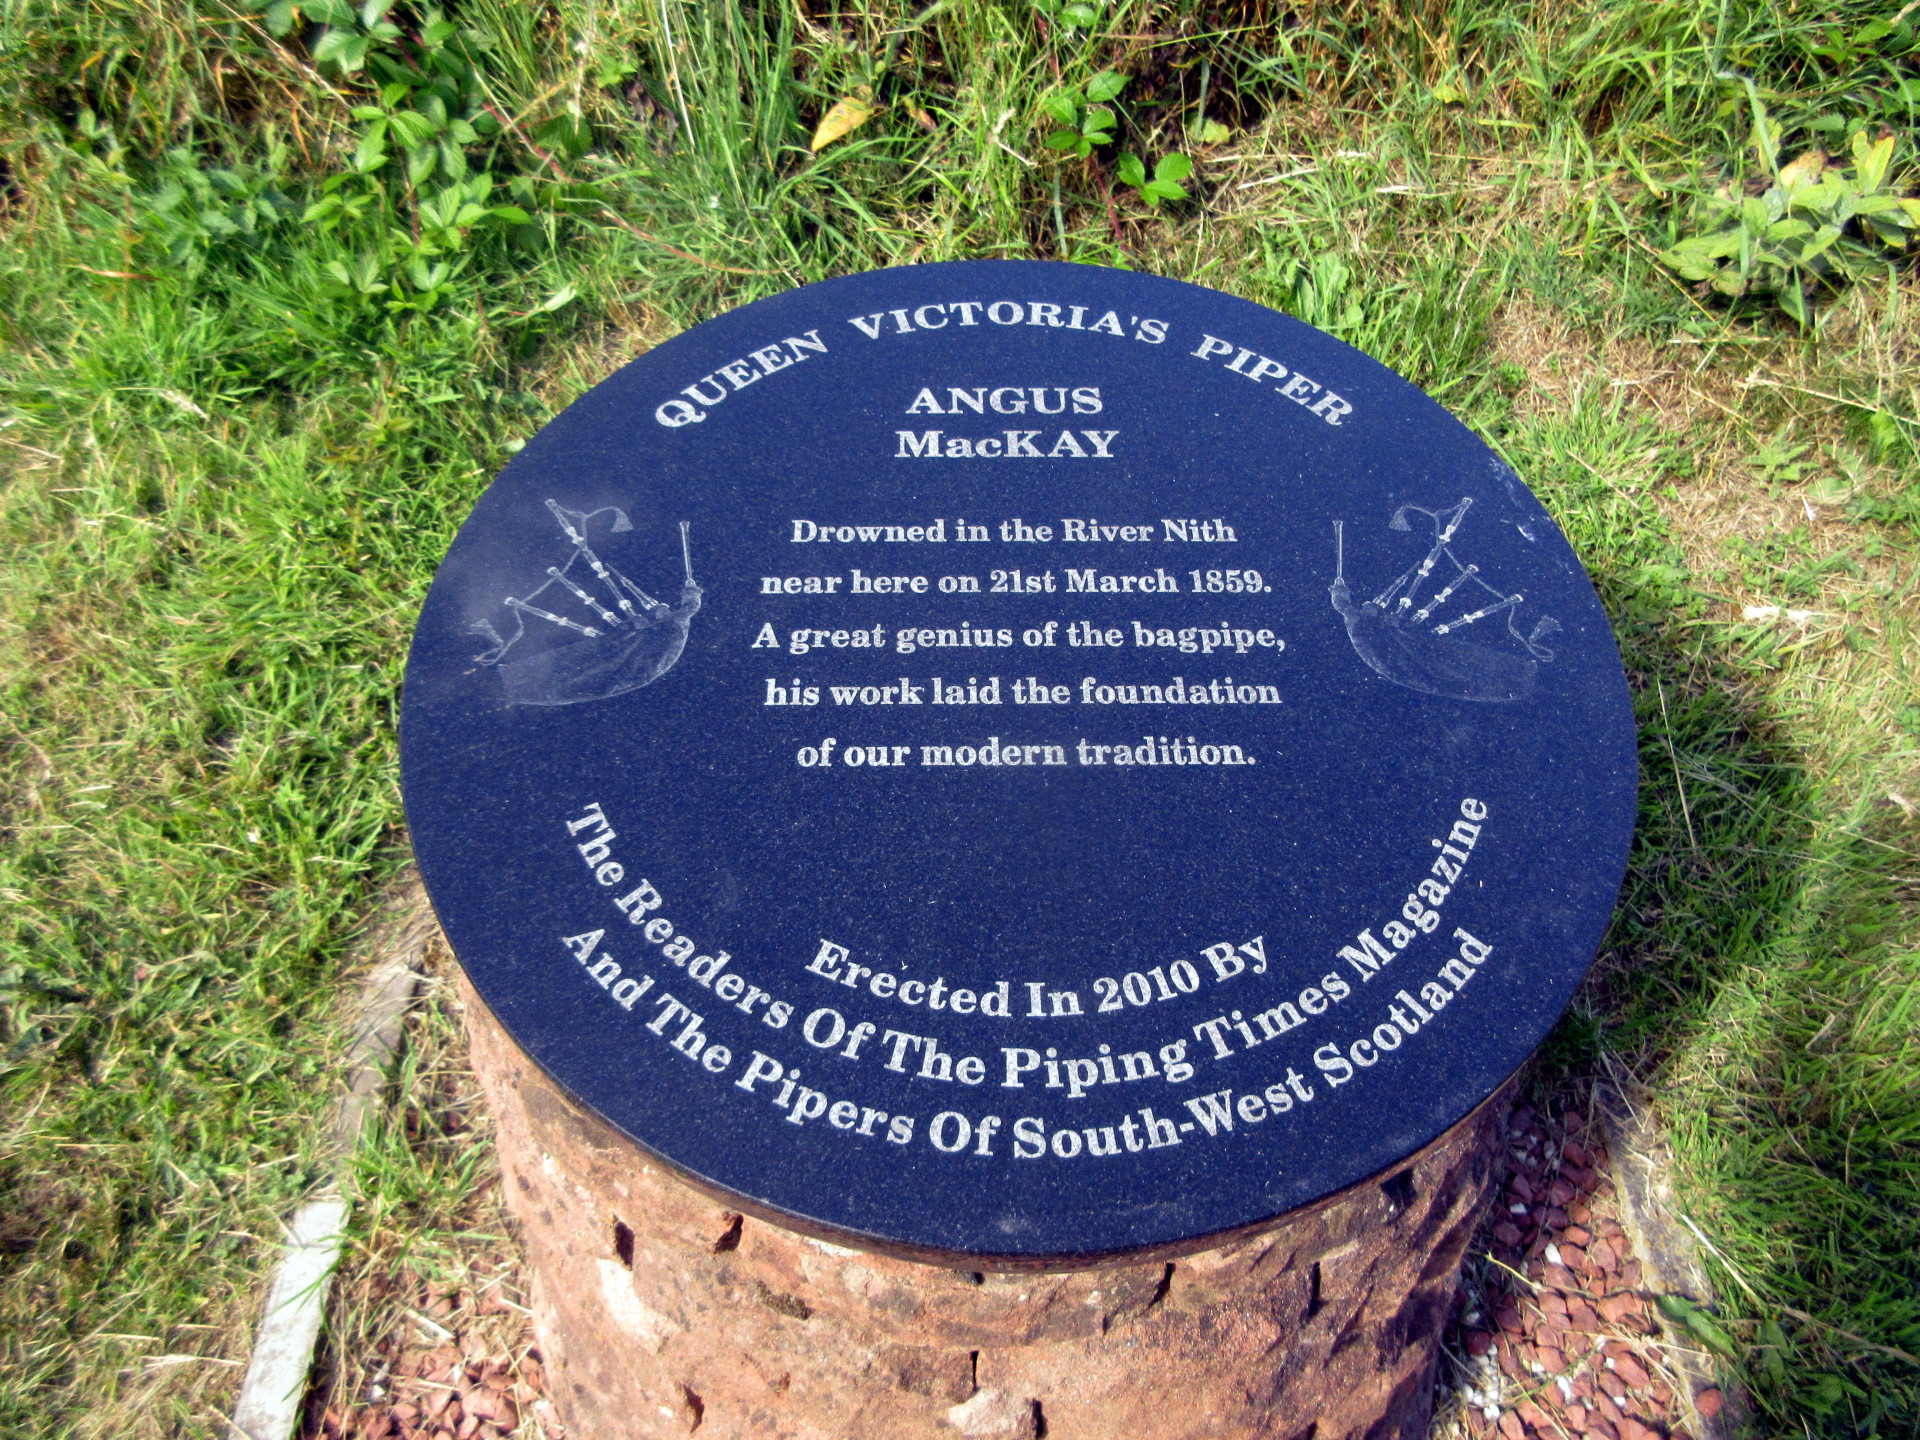 QUEEN VICTORIA'S PIPER
ANGUS
MacKAY
Drowned in the River Nith
near here on 21st March 1859.
A great genius of the bagpipe,
his work laid the foundation
of our modern tradition.
Erected In 2010 By
The Readers Of The Piping Times Magazine
And The Pipers Of South-West Scotland